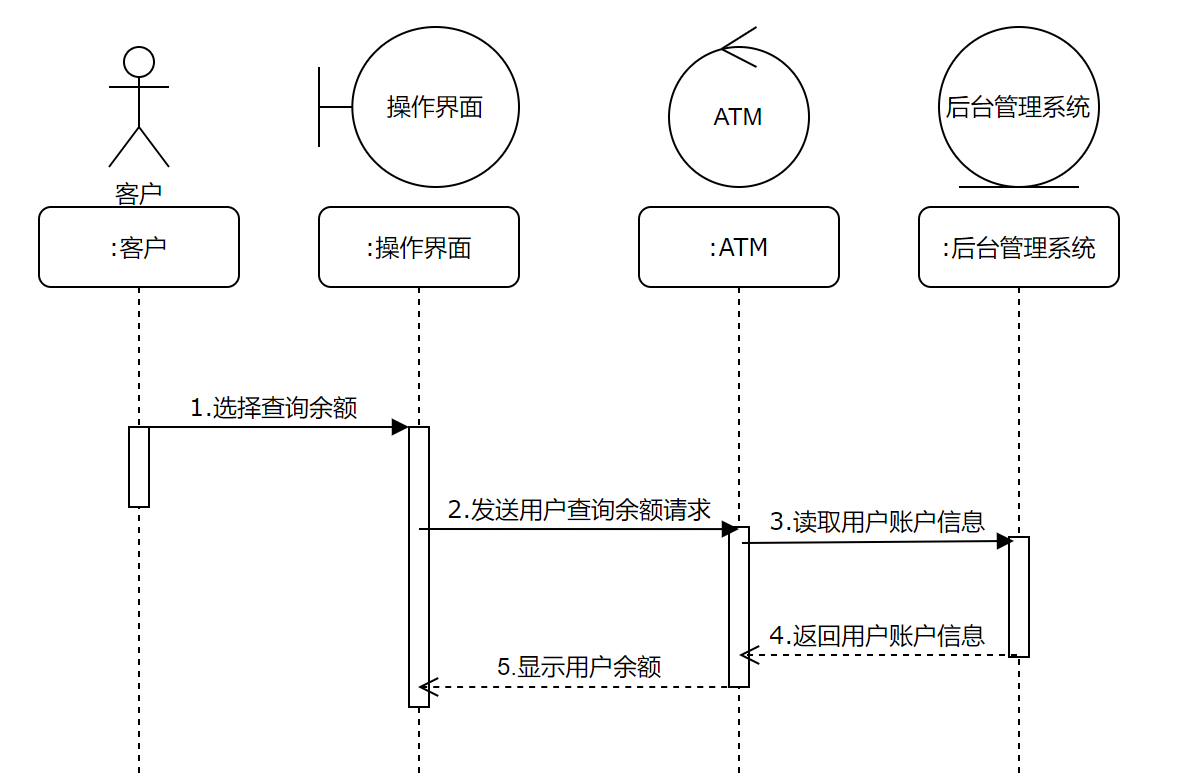 操作界面
ATM
后台管理系统
客户
:客户
:操作界面
:ATM
:后台管理系统
1.选择查询余额
2.发送用户查询余额请求
3.读取用户账户信息
4.返回用户账户信息
5.显示用户余额